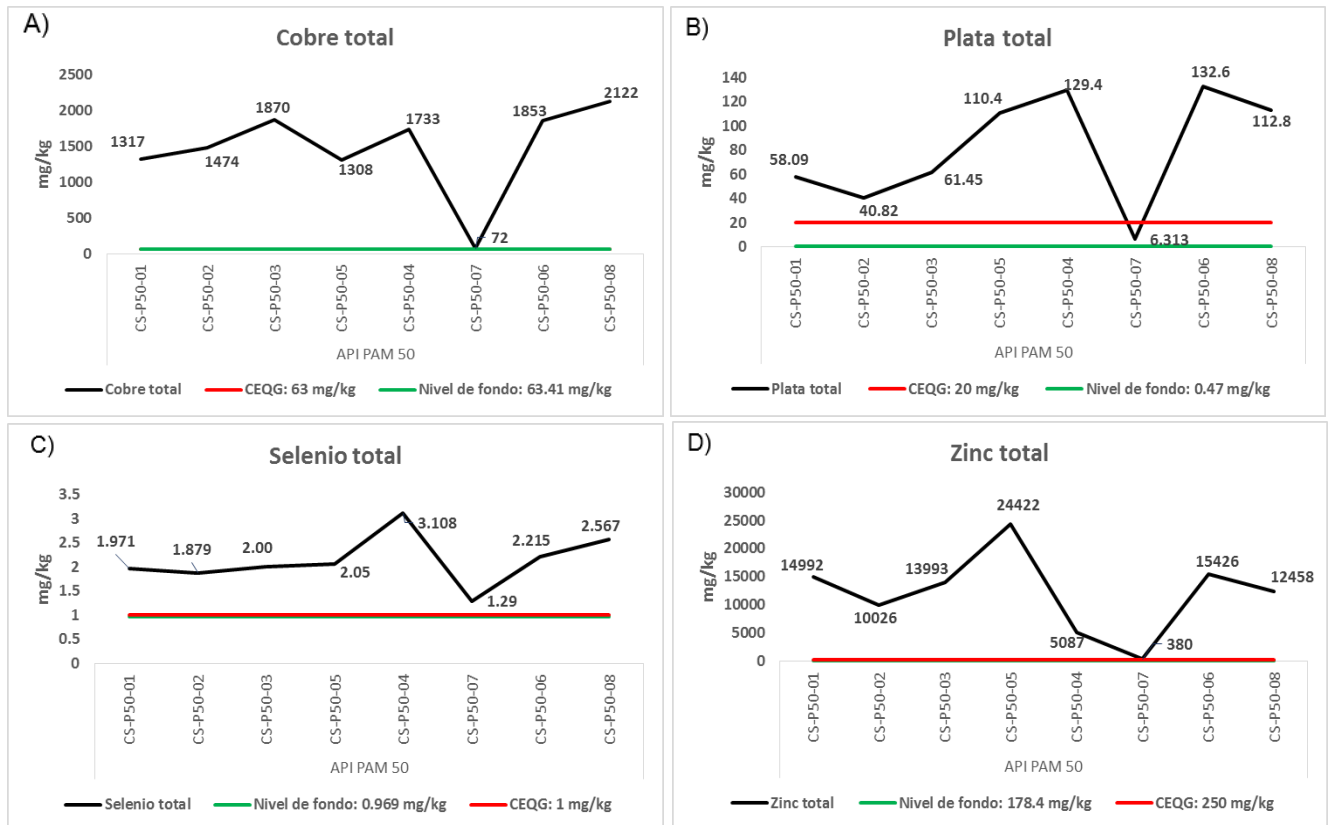 A)
Cobre total
mg/kg
2500
2000
1500
1000
500
0
1317
1474
1870
1308
1733
72
1853
2122
CS-P50-01
CS-P50-02
CS-P50-03
CS-P50-05
CS-P50-04
CS-P50-07
CS-P50-06
CS-P50-08
API PAM 50
Cobre total CEQG: 63 mg/kg Nivel de fondo: 63.41 mg/kg
B)
Plata total
mg/kg
140
120
100
80
60
40
20
0
58.09
40.82
61.45
110.4
129.4
6.313
132.6
112.8
CS-P50-01
CS-P50-02
CS-P50-03
CS-P50-05
CS-P50-04
CS-P50-07
CS-P50-06
CS-P50-08
API PAM 50
Plata total CEQG: 20 mg/kg Nivel de fondo: 0.47 mg/kg
C)
Selenio total
mg/kg
3.5
3
2.5
2
1.5
1
0.5
0
1.971
1.879
2.00
2.05
3.108
1.29
2.215
2.567
CS-P50-01
CS-P50-02
CS-P50-03
CS-P50-05
CS-P50-04
CS-P50-07
CS-P50-06
CS-P50-08
API PAM 50
Selenio total Nivel de fondo: 0.969 mg/kg CEQG: 1 mg/kg
D)
Zinc total
mg/kg
30000
25000
20000
15000
10000
5000
0
14992
10026
13993
24422
5087
380
15426
12458
CS-P50-01
CS-P50-02
CS-P50-03
CS-P50-05
CS-P50-04
CS-P50-07
CS-P50-06
CS-P50-08
API PAM 50
Zinc total Nivel de fondo: 178.4 mg/kg CEQG: 250 mg/kg